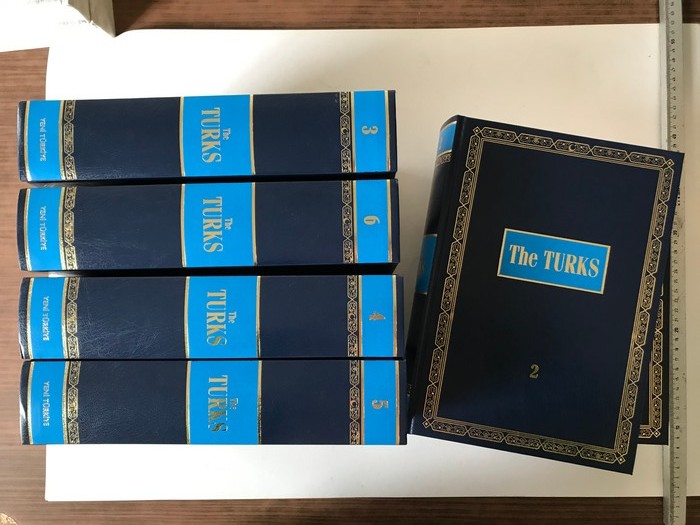 YENİ TÜRKİYE
The
TURKS
3
YENİ TÜRKİYE
The
TURKS
6
YENİ TÜRKİYE
The
TURKS
4
YENİ TÜRKİYE
The
TURKS
5
The TURKS
2